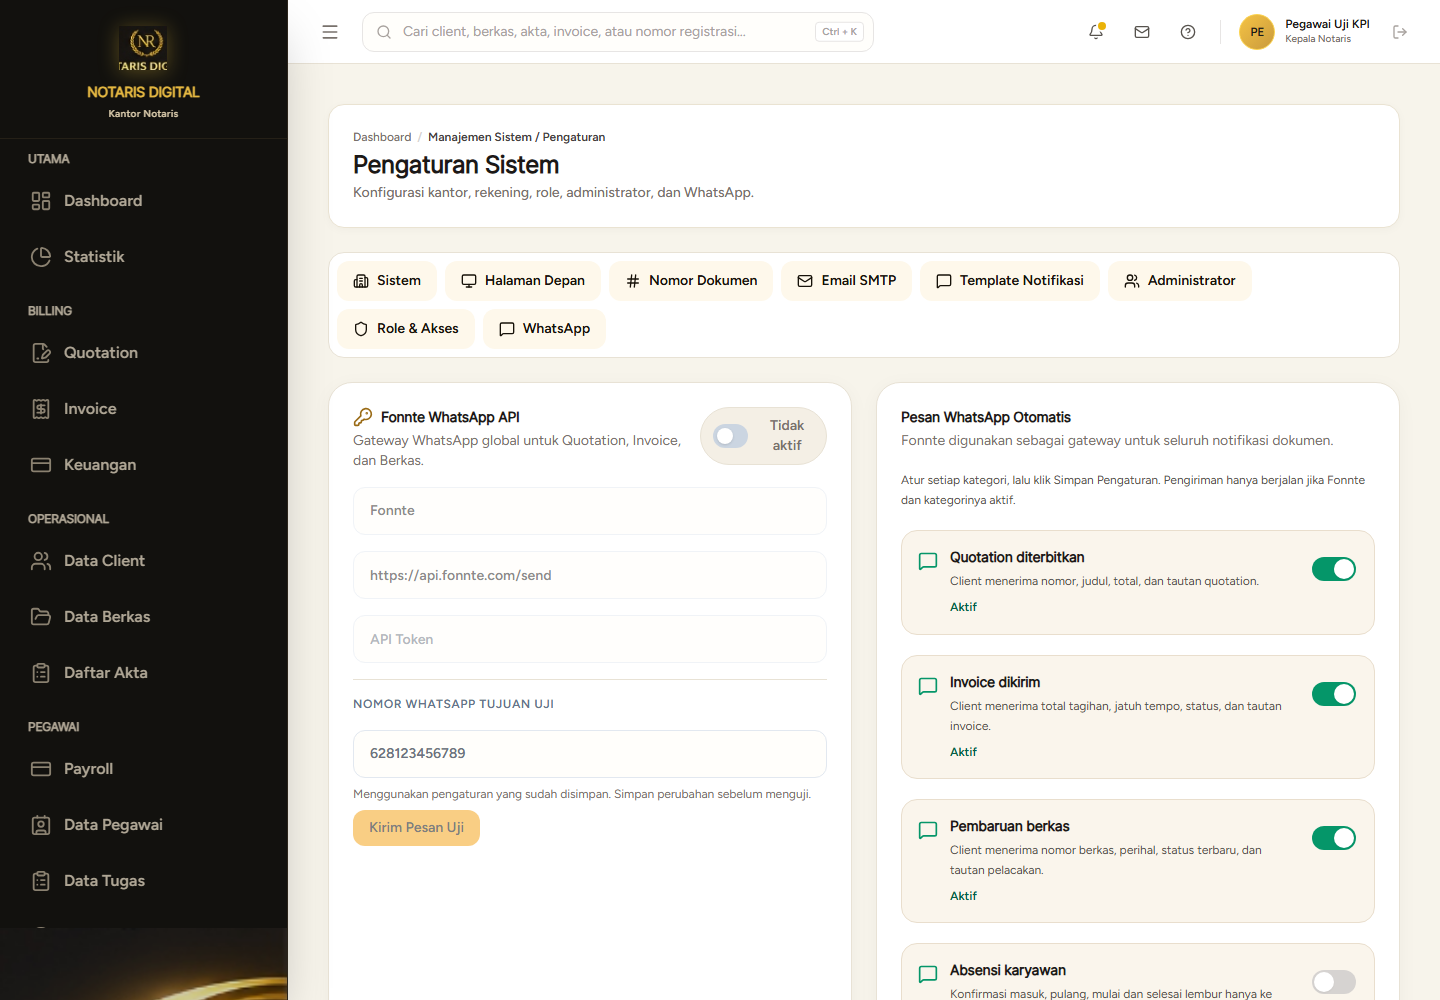 NR
TARIS DIG
NOTARIS DIGITAL
Kantor Notaris
UTAMA
Dashboard
Statistik
BILLING
Quotation
Invoice
Keuangan
OPERASIONAL
Data Client
Data Berkas
Daftar Akta
PEGAWAI
Payroll
Data Pegawai
Data Tugas
Cari client, berkas, akta, invoice, atau nomor registrasi...
Ctrl + K
PE
Pegawai Uji KPI
Kepala Notaris
Dashboard / Manajemen Sistem / Pengaturan
Pengaturan Sistem
Konfigurasi kantor, rekening, role, administrator, dan WhatsApp.
Sistem
Halaman Depan
Nomor Dokumen
Email SMTP
Template Notifikasi
Administrator
Role & Akses
WhatsApp
Fonnte WhatsApp API
Gateway WhatsApp global untuk Quotation, Invoice,
dan Berkas.
Tidak
aktif
Fonnte
https://api.fonnte.com/send
API Token
NOMOR WHATSAPP TUJUAN UJI
628123456789
Menggunakan pengaturan yang sudah disimpan. Simpan perubahan sebelum menguji.
Kirim Pesan Uji
Pesan WhatsApp Otomatis
Fonnte digunakan sebagai gateway untuk seluruh notifikasi dokumen.
Atur setiap kategori, lalu klik Simpan Pengaturan. Pengiriman hanya berjalan jika Fonnte
dan kategorinya aktif.
Quotation diterbitkan
Client menerima nomor, judul, total, dan tautan quotation.
Aktif
Invoice dikirim
Client menerima total tagihan, jatuh tempo, status, dan tautan
invoice.
Aktif
Pembaruan berkas
Client menerima nomor berkas, perihal, status terbaru, dan
tautan pelacakan.
Aktif
Absensi karyawan
Konfirmasi masuk, pulang, mulai dan selesai lembur hanya ke